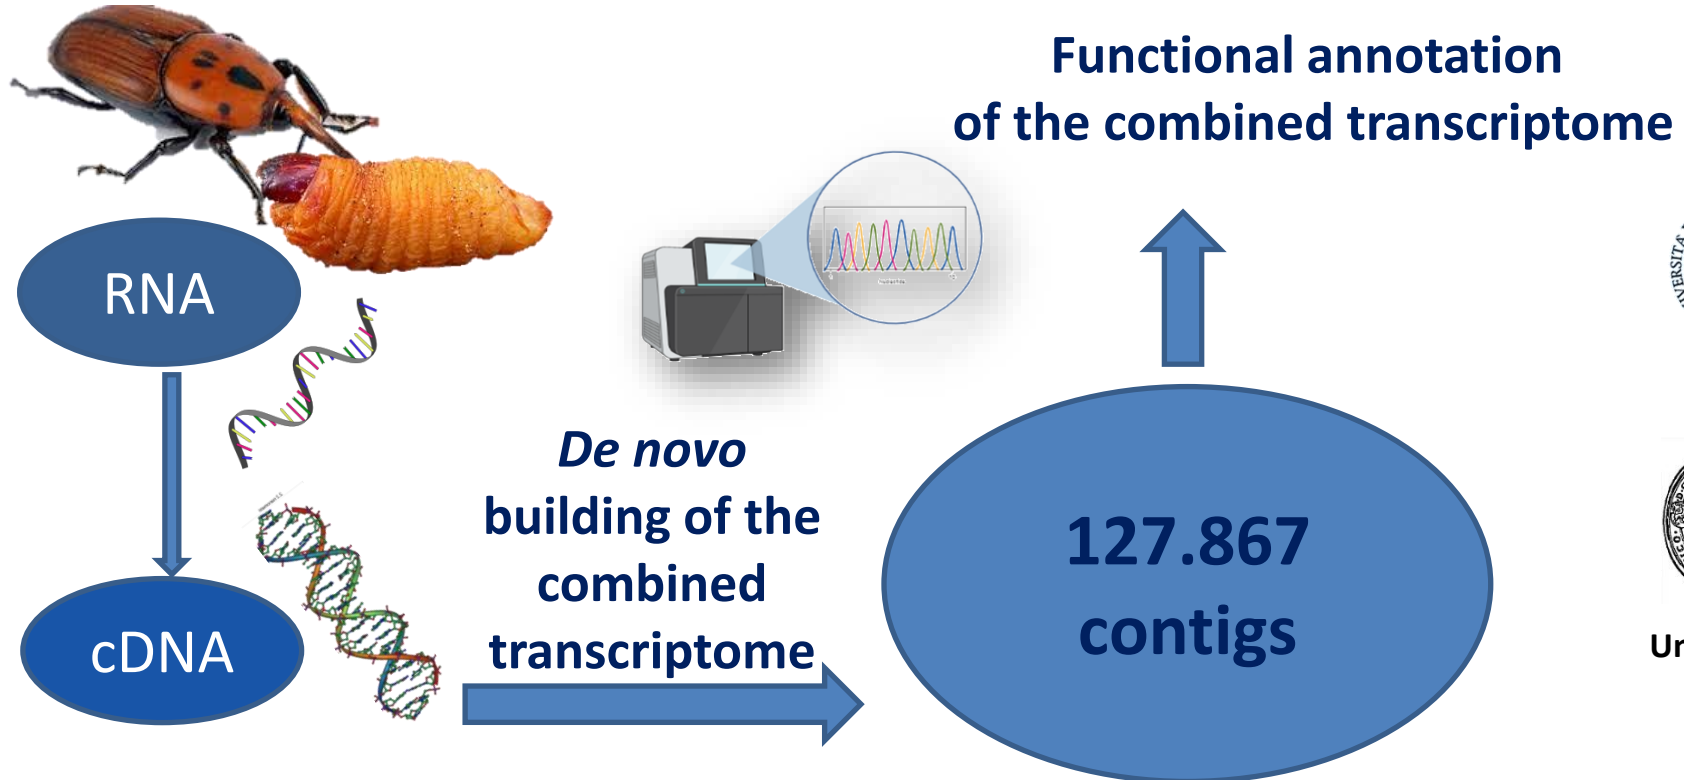 Functional annotation
of the combined transcriptome
RNA
De novo
building of the
combined
transcriptome
127.867
contigs
cDNA